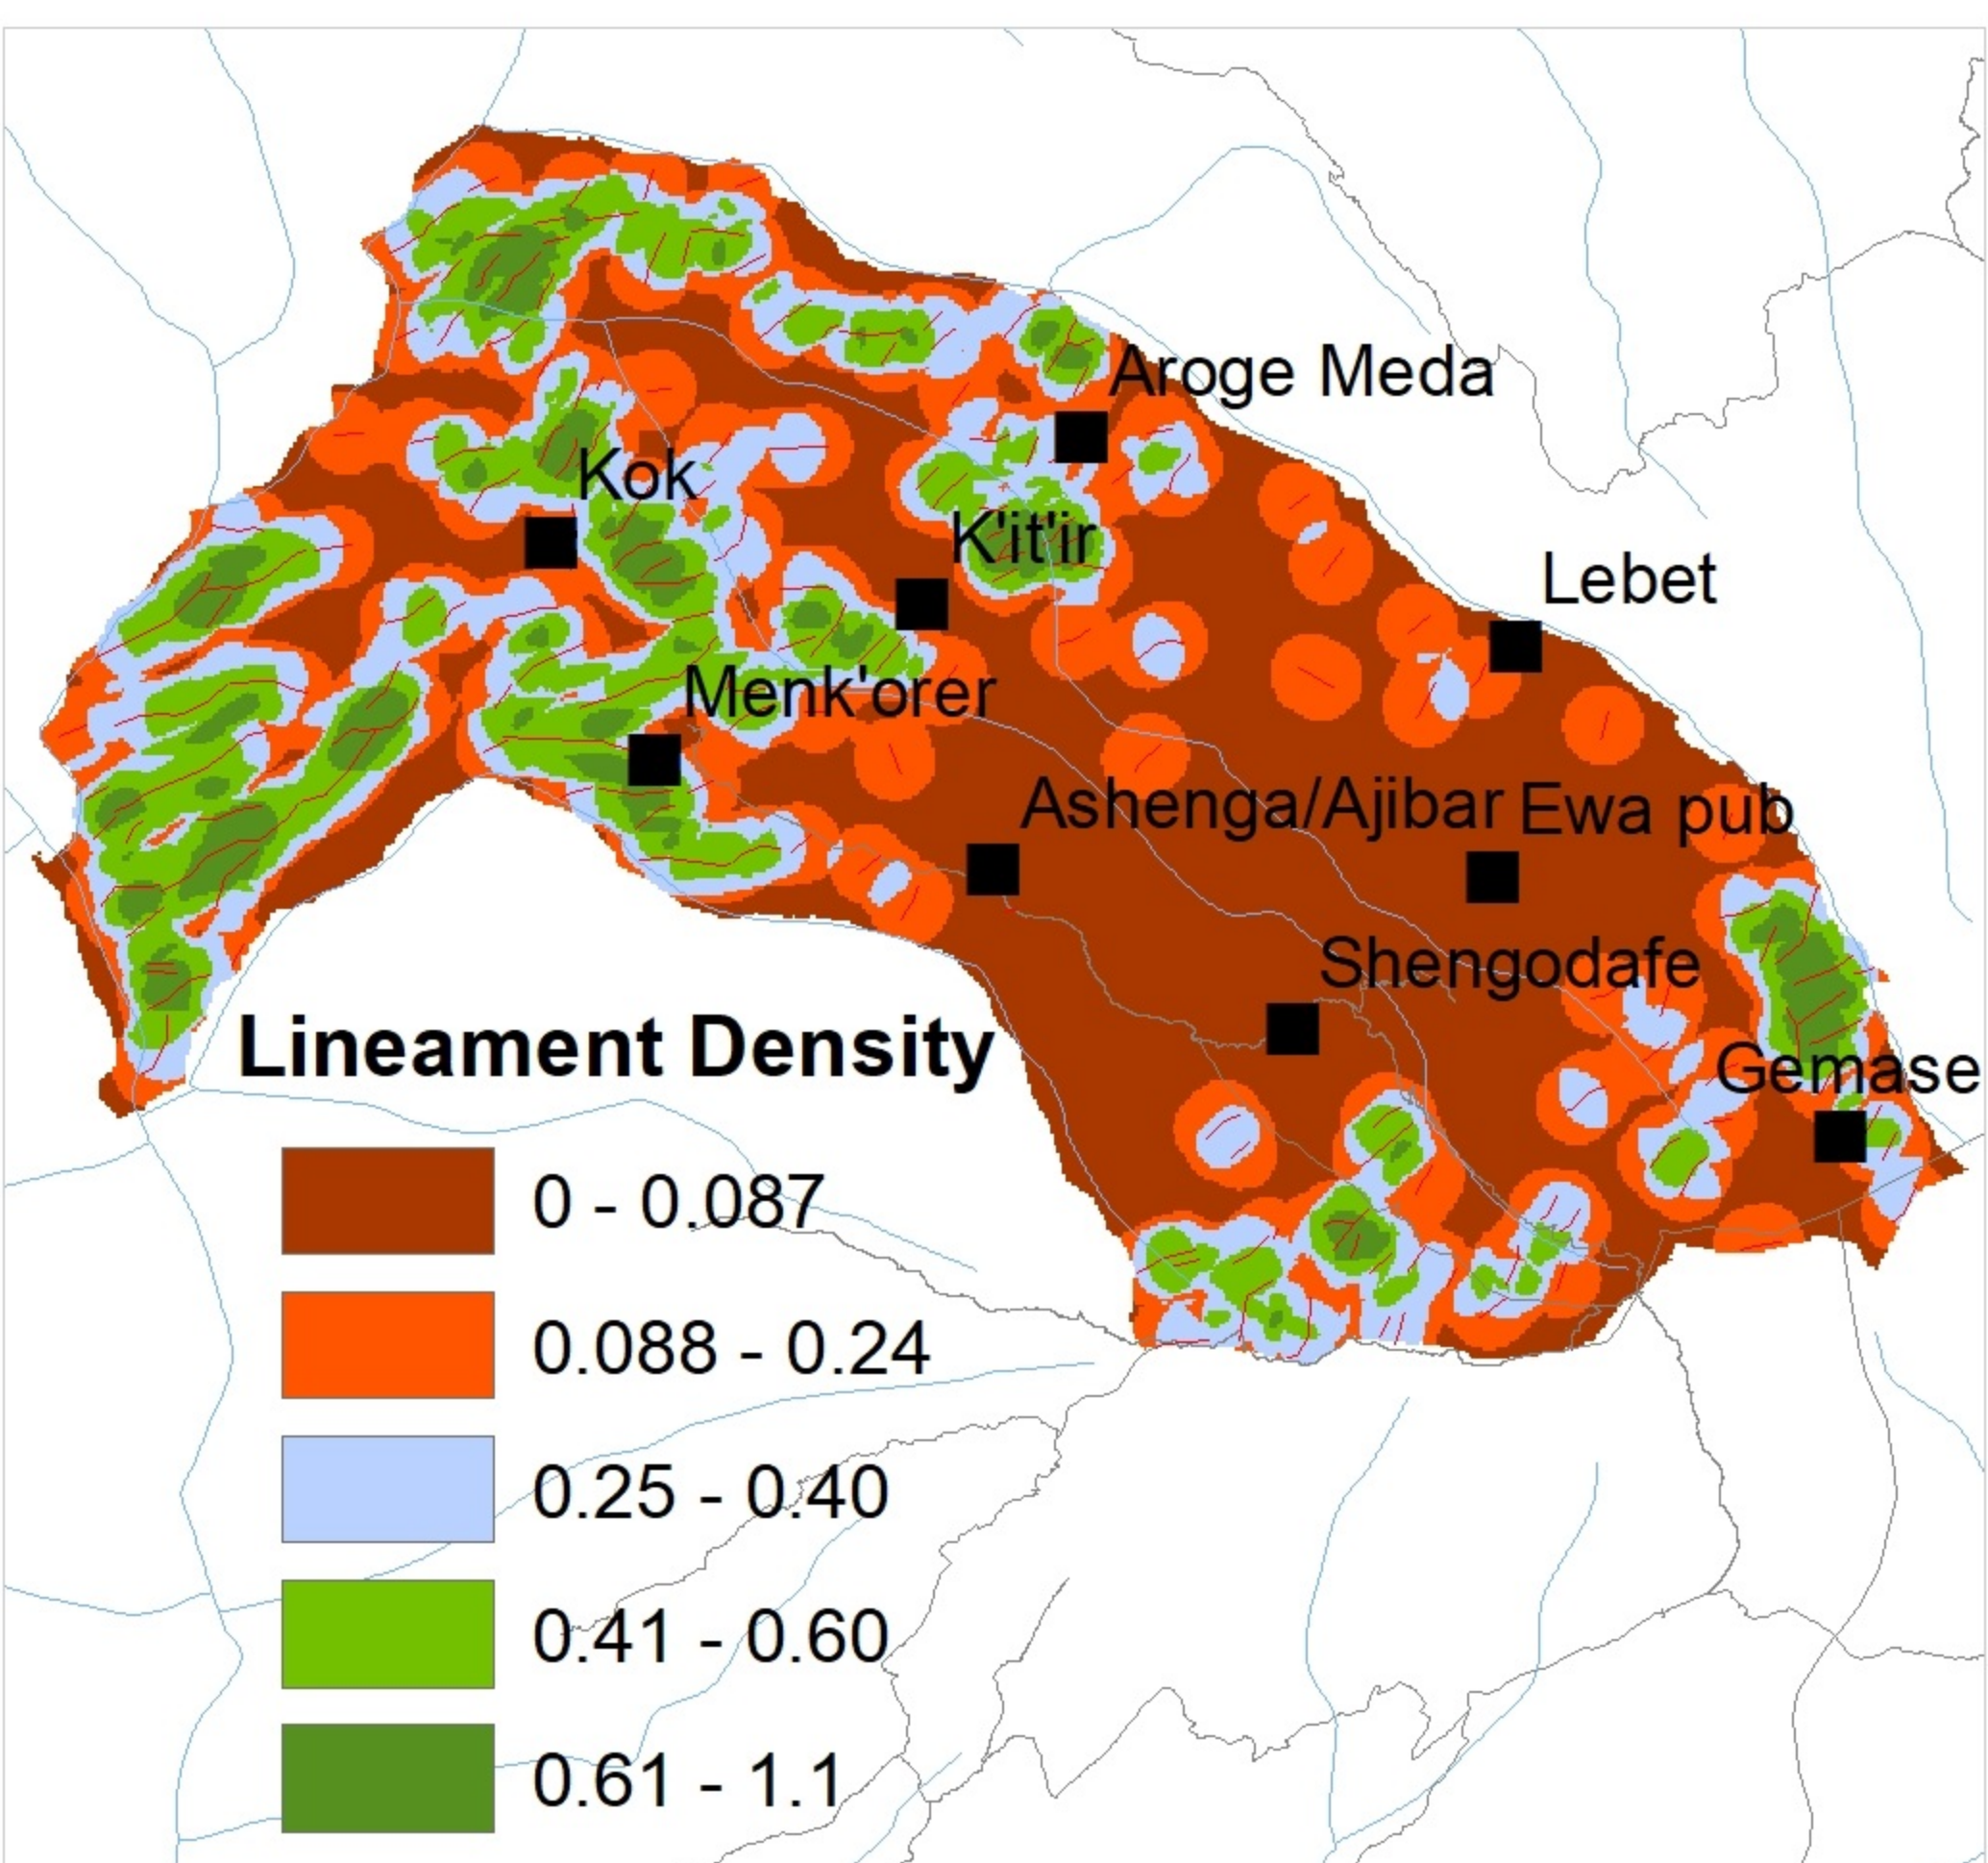 Aroge Meda
Kok
K'it'ir
Lebet
Menk'orer
Ashenga/Ajibar
Ewa pub
Shengodafe
Gemase
Lineament Density
0 - 0.087
0.088 - 0.24
0.25 - 0.40
0.41 - 0.60
0.61 - 1.1